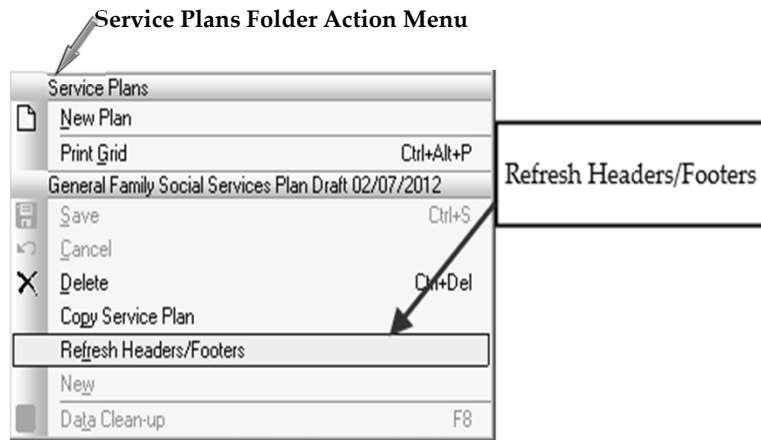 Service Plans Folder Action Menu
Service Plans
New Plan
Print Grid Ctrl+Alt+P
General Family Social Services Plan Draft 02/07/2012
Save Ctrl+S
Cancel
Delete Ctrl+Del
Copy Service Plan
Refresh Headers/Footers
New
Data Clean-up F8
Refresh Headers/Footers